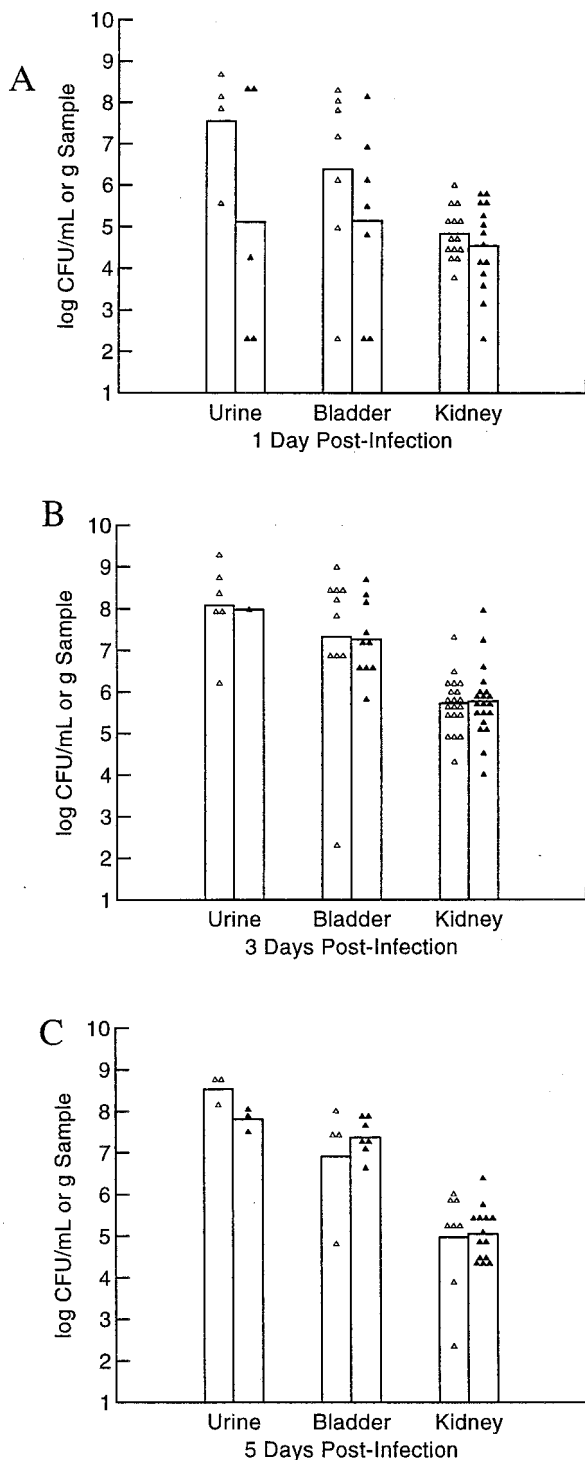 A
log CFU/mL or g Sample
10
9
8
7
6
5
4
3
2
1
Urine Bladder Kidney
1 Day Post-Infection
B
log CFU/mL or g Sample
10
9
8
7
6
5
4
3
2
1
Urine Bladder Kidney
3 Days Post-Infection
C
log CFU/mL or g Sample
10
9
8
7
6
5
4
3
2
1
Urine Bladder Kidney
5 Days Post-Infection